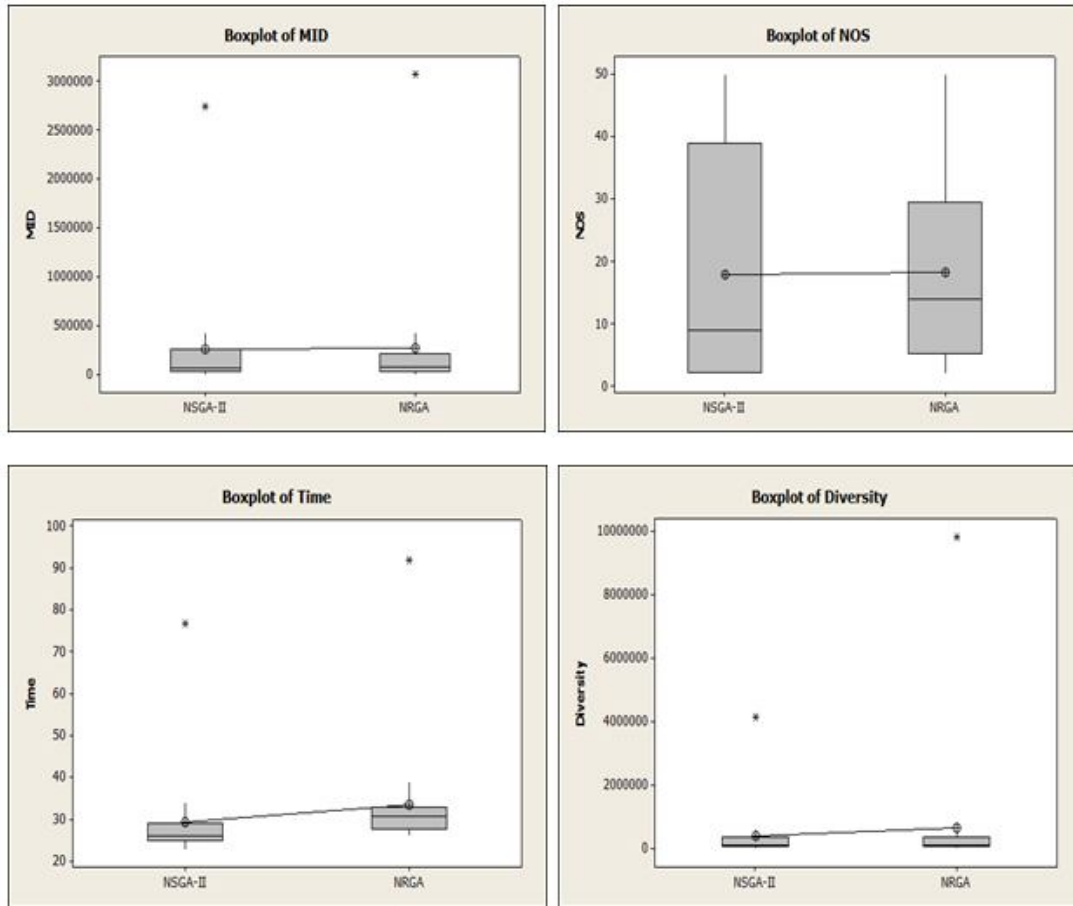 Boxplot of MID
3000000
2500000
2000000
1500000
1000000
500000
0
MID
NSGA-II
NRGA
Boxplot of NOS
50
40
30
20
10
0
NOS
NSGA-II
NRGA
Boxplot of Time
100
90
80
70
60
50
40
30
20
Time
NSGA-II
NRGA
Boxplot of Diversity
10000000
8000000
6000000
4000000
2000000
0
Diversity
NSGA-II
NRGA